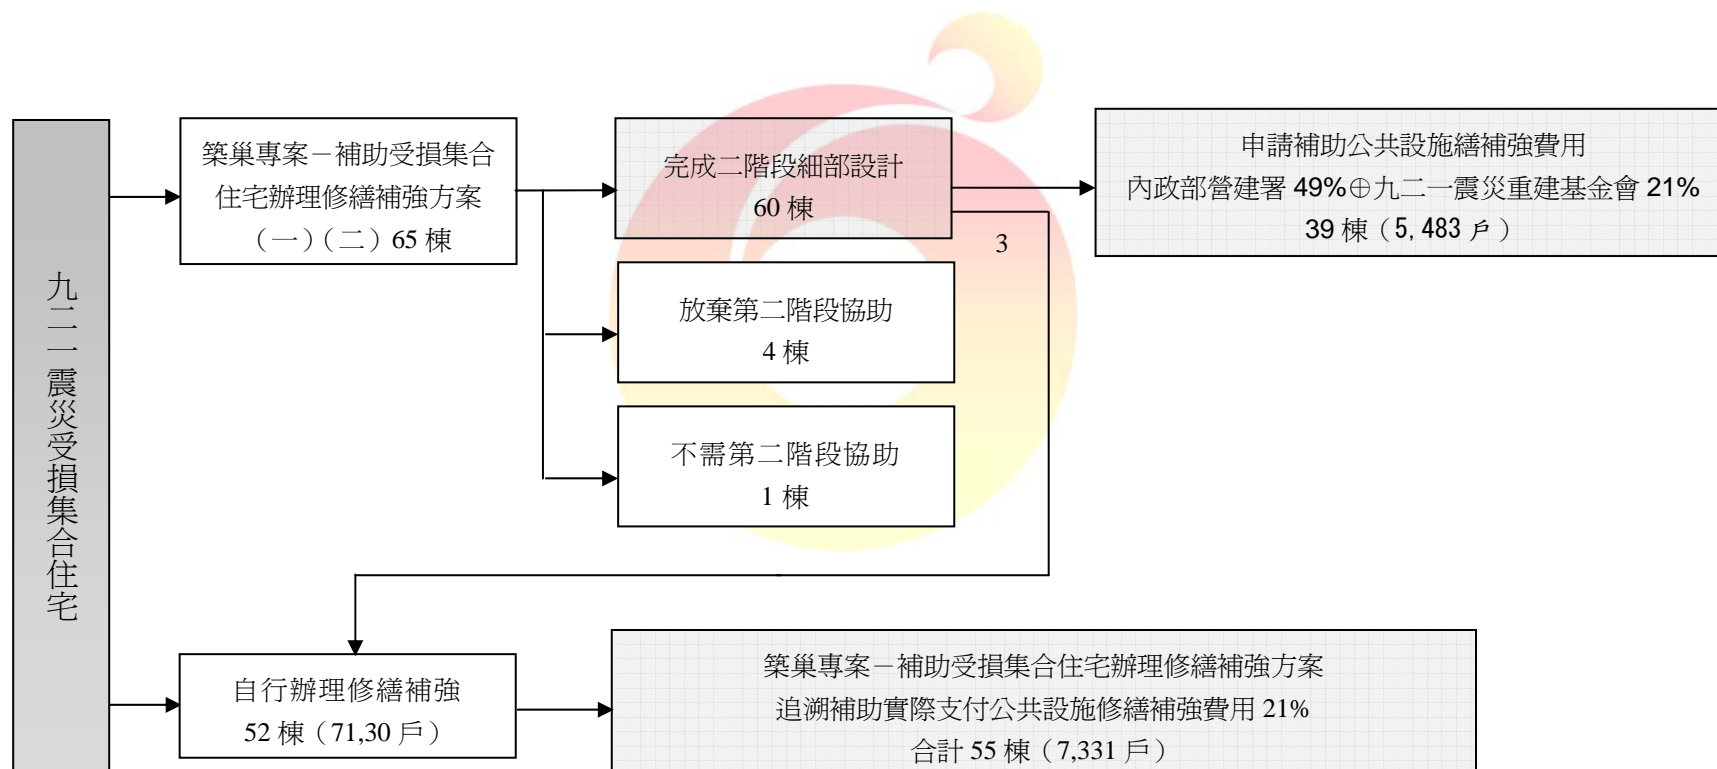 九二一震災受損集合住宅
築巢專案－補助受損集合
住宅辦理修繕補強方案
（一）（二）65 棟
完成二階段細部設計
60 棟
申請補助公共設施繕補強費用
內政部營建署 49%⊕九二一震災重建基金會 21%
39 棟（5,483 戶）
3
放棄第二階段協助
4 棟
不需第二階段協助
1 棟
自行辦理修繕補強
52 棟（71,30 戶）
築巢專案－補助受損集合住宅辦理修繕補強方案
追溯補助實際支付公共設施修繕補強費用 21%
合計 55 棟（7,331 戶）